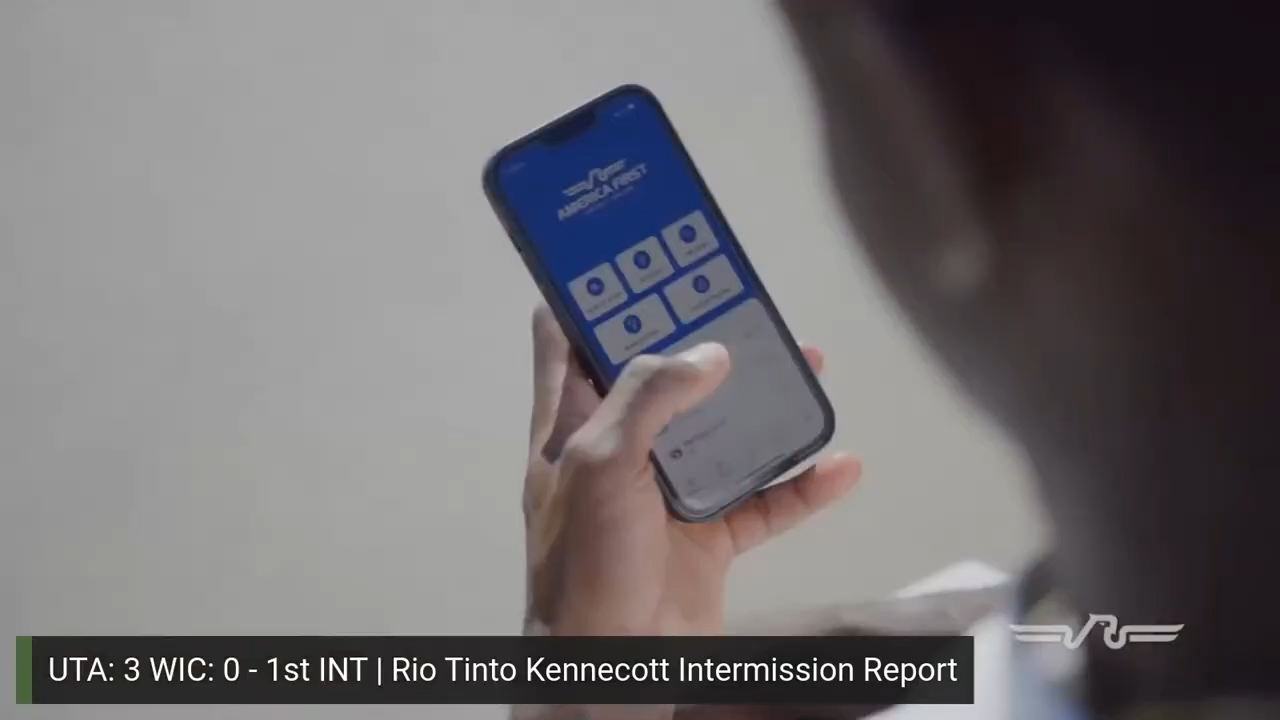 AMERICA FIRST
UTA: 3 WIC: 0 - 1st INT | Rio Tinto Kennecott Intermission Report